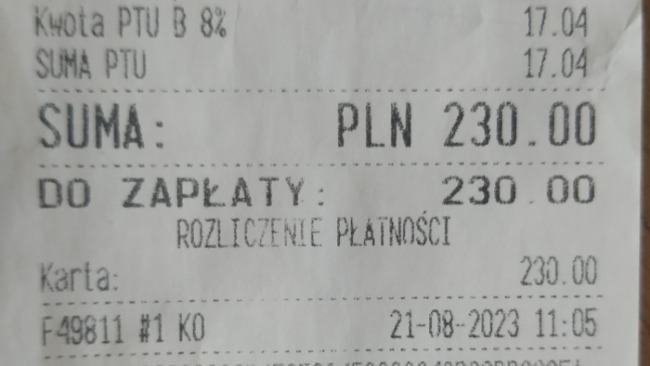 Kwota PTU B 8% 17.04
SUMA PTU 17.04
SUMA: PLN 230.00
DO ZAPŁATY: 230.00
ROZLICZENIE PŁATNOŚCI
Karta: 230.00
F49811 #1 KO 21-08-2023 11:05